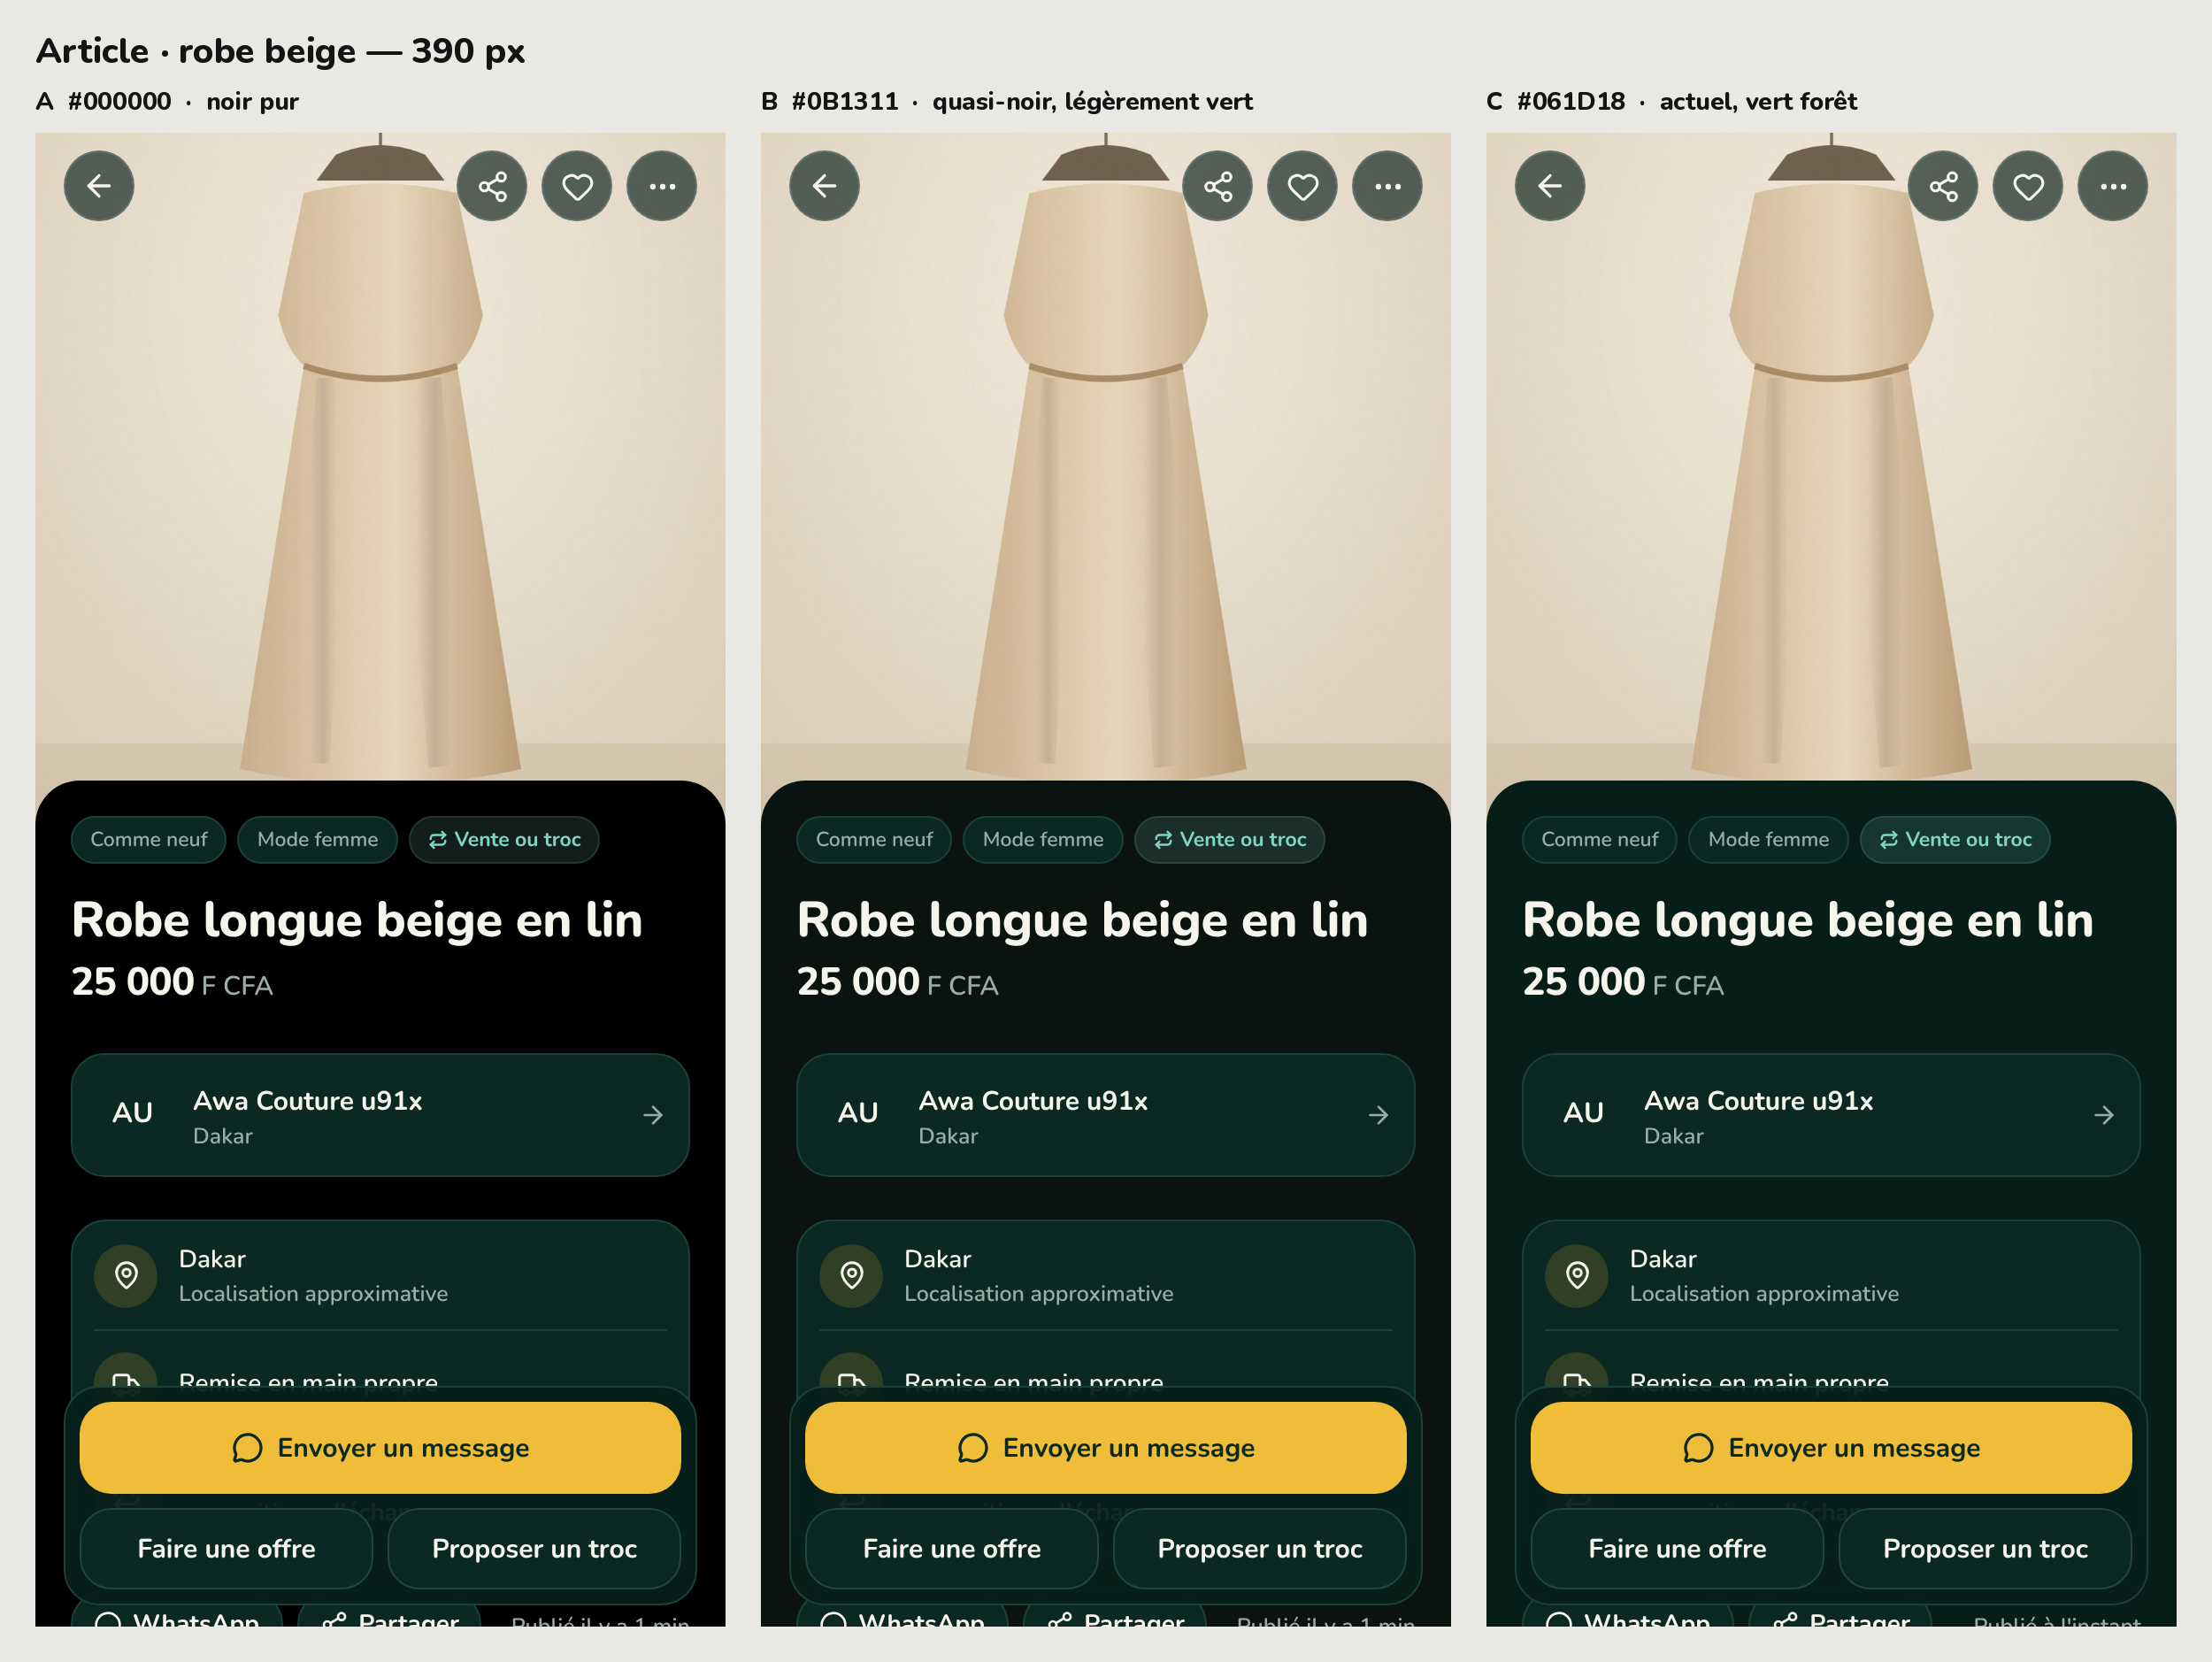 Article · robe beige — 390 px
A #000000 · noir pur
Comme neuf
Mode femme
Vente ou troc
Robe longue beige en lin
25 000 F CFA
AU
Awa Couture u91x
Dakar
Dakar
Localisation approximative
Remise en main propre
Envoyer un message
Faire une offre
Proposer un troc
WhatsApp
Partager
Publié il y a 1 min
B #0B1311 · quasi-noir, légèrement vert
Comme neuf
Mode femme
Vente ou troc
Robe longue beige en lin
25 000 F CFA
AU
Awa Couture u91x
Dakar
Dakar
Localisation approximative
Remise en main propre
Envoyer un message
Faire une offre
Proposer un troc
WhatsApp
Partager
Publié il y a 1 min
C #061D18 · actuel, vert forêt
Comme neuf
Mode femme
Vente ou troc
Robe longue beige en lin
25 000 F CFA
AU
Awa Couture u91x
Dakar
Dakar
Localisation approximative
Remise en main propre
Envoyer un message
Faire une offre
Proposer un troc
WhatsApp
Partager
Publié à l'instant